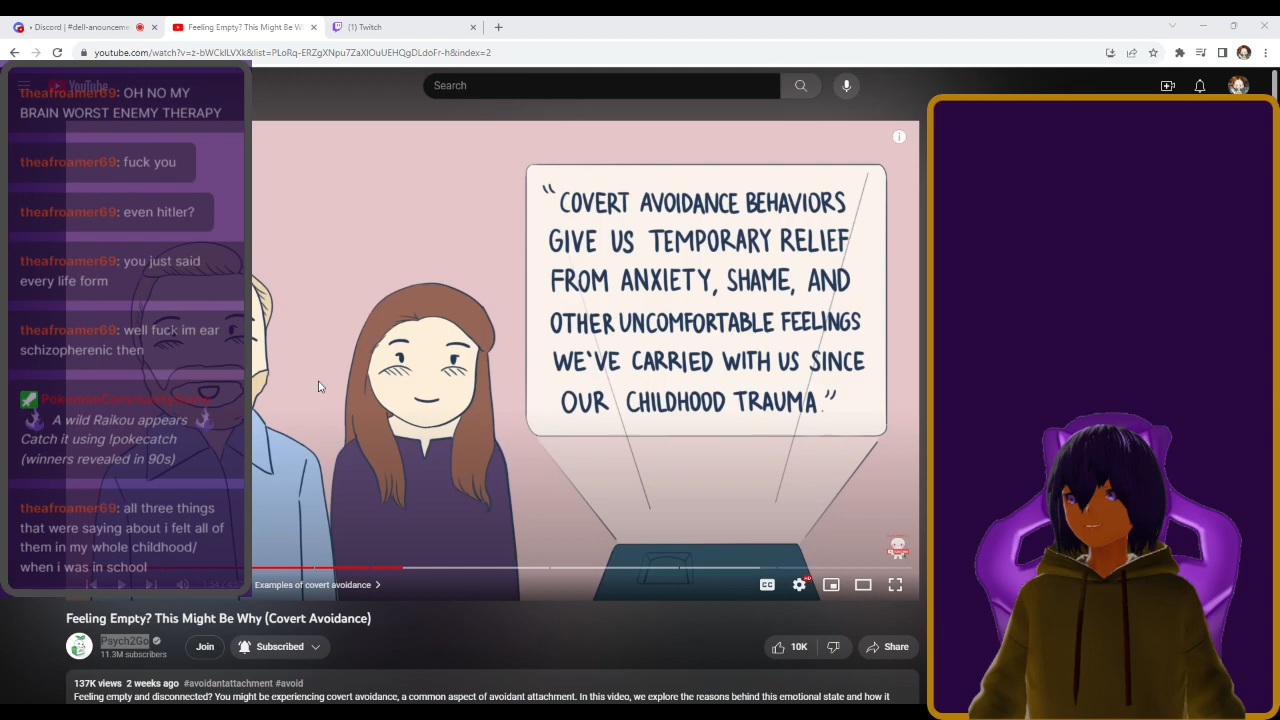 Discord | #dell-anounceme
Feeling Empty? This Might Be W
(1) Twitch
youtube.com/watch?v=z-bWCklLVXk&list=PLoRq-ERZgXNpu7ZaXIOuUEHQgDLdoFr-h&index=2
YouTube
Search
theafroamer69: OH NO MY
BRAIN WORST ENEMY THERAPY
theafroamer69: fuck you
theafroamer69: even hitler?
theafroamer69: you just said
every life form
theafroamer69: well fuck im ear
schizopherenic then
PokemonCommunityGame:
A wild Raikou appears
Catch it using !pokecatch
(winners revealed in 90s)
theafroamer69: all three things
that were saying about i felt all of
them in my whole childhood/
when i was in school
“COVERT AVOIDANCE BEHAVIORS
GIVE US TEMPORARY RELIEF
FROM ANXIETY, SHAME, AND
OTHER UNCOMFORTABLE FEELINGS
WE'VE CARRIED WITH US SINCE
OUR CHILDHOOD TRAUMA.”
Examples of covert avoidance
CC
HD
Feeling Empty? This Might Be Why (Covert Avoidance)
Psych2Go
11.3M subscribers
Join
Subscribed
10K
Share
137K views 2 weeks ago #avoidantattachment #avoid
Feeling empty and disconnected? You might be experiencing covert avoidance, a common aspect of avoidant attachment. In this video, we explore the reasons behind this emotional state and how it